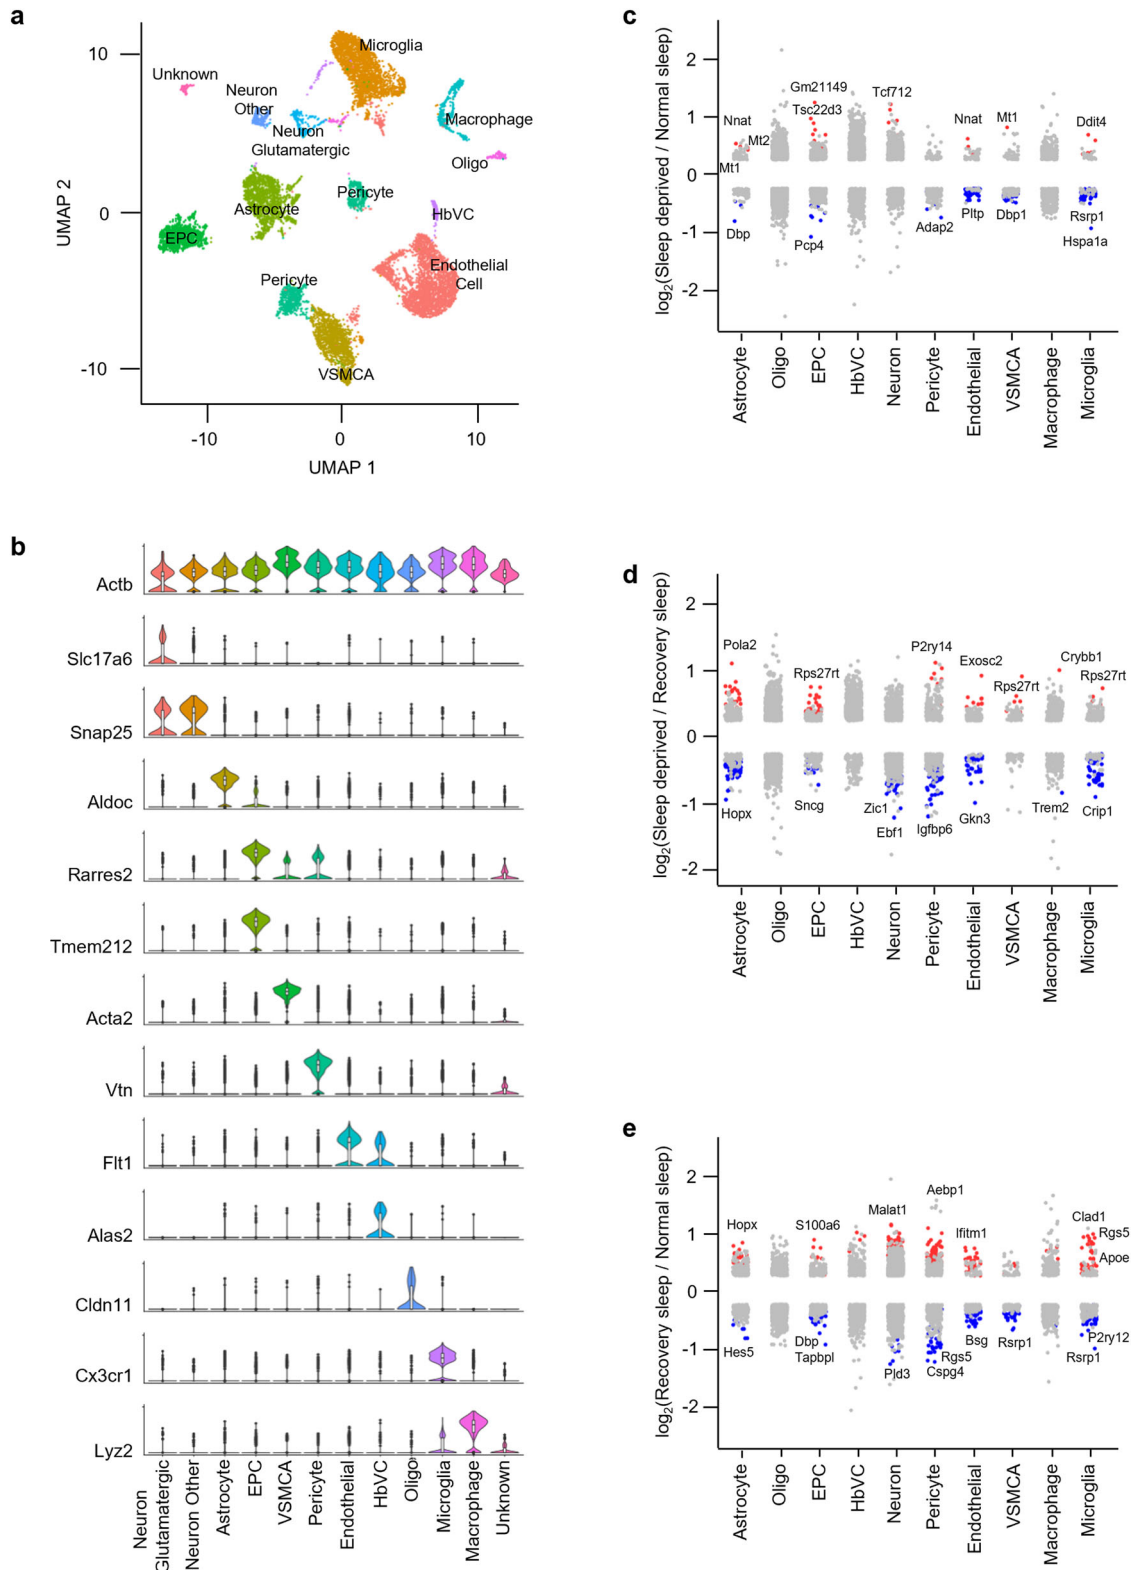 a
10
0
-10
UMAP 2
Microglia
Unknown
Neuron
Other
Neuron
Glutamatergic
Macrophage
Oligo
Pericyte
Astrocyte
HbVC
EPC
Endothelial
Cell
Pericyte
VSMCA
-10
0
10
UMAP 1
b
Actb
Slc17a6
Snap25
Aldoc
Rarres2
Tmem212
Acta2
Vtn
Flt1
Alas2
Cldn11
Cx3cr1
Lyz2
Neuron
Glutamatergic
Neuron Other
Astrocyte
EPC
VSMCA
Pericyte
Endothelial
HbVC
Oligo
Microglia
Macrophage
Unknown
c
log2(Sleep deprived / Normal sleep)
2
1
0
-1
-2
Nnat
Mt2
Mt1
Gm21149
Tsc22d3
Tcf712
Nnat
Mt1
Ddit4
Dbp
Pcp4
Adap2
Pltp
Dbp1
Rsrp1
Hspa1a
Astrocyte
Oligo
EPC
HbVC
Neuron
Pericyte
Endothelial
VSMCA
Macrophage
Microglia
d
log2(Sleep deprived / Recovery sleep)
2
1
0
-1
-2
Pola2
Rps27rt
P2ry14
Exosc2
Rps27rt
Crybb1
Rps27rt
Hopx
Sncg
Zic1
Ebf1
Igfbp6
Gkn3
Trem2
Crip1
Astrocyte
Oligo
EPC
HbVC
Neuron
Pericyte
Endothelial
VSMCA
Macrophage
Microglia
e
log2(Recovery sleep / Normal sleep)
2
1
0
-1
-2
Hopx
S100a6
Malat1
Aebp1
Ifitm1
Clad1
Rgs5
Apoe
Hes5
Dbp
Tapbpl
Pld3
Rgs5
Cspg4
Bsg
Rsrp1
P2ry12
Rsrp1
Astrocyte
Oligo
EPC
HbVC
Neuron
Pericyte
Endothelial
VSMCA
Macrophage
Microglia